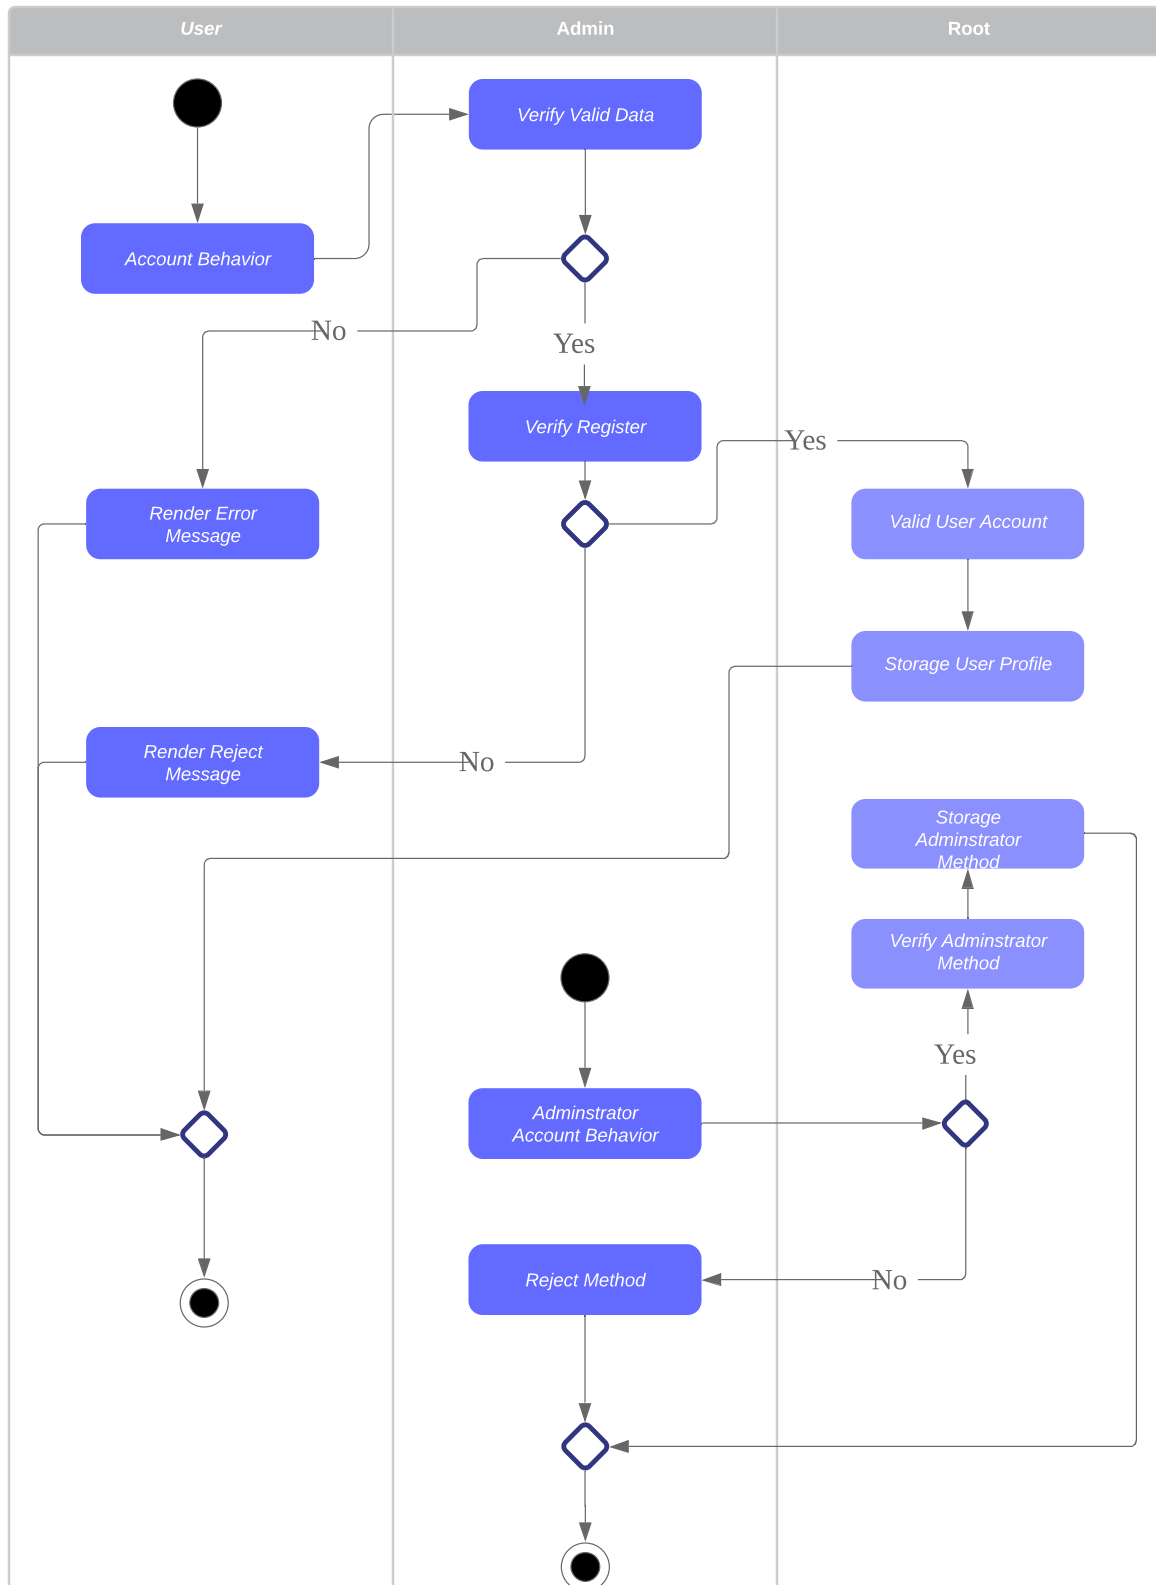 User
Admin
Root
Verify Valid Data
Account Behavior
No
Yes
Verify Register
Yes
Render Error
Message
Valid User Account
Storage User Profile
Render Reject
Message
No
Storage
Adminstrator
Method
Verify Adminstrator
Method
Yes
Adminstrator
Account Behavior
Reject Method
No